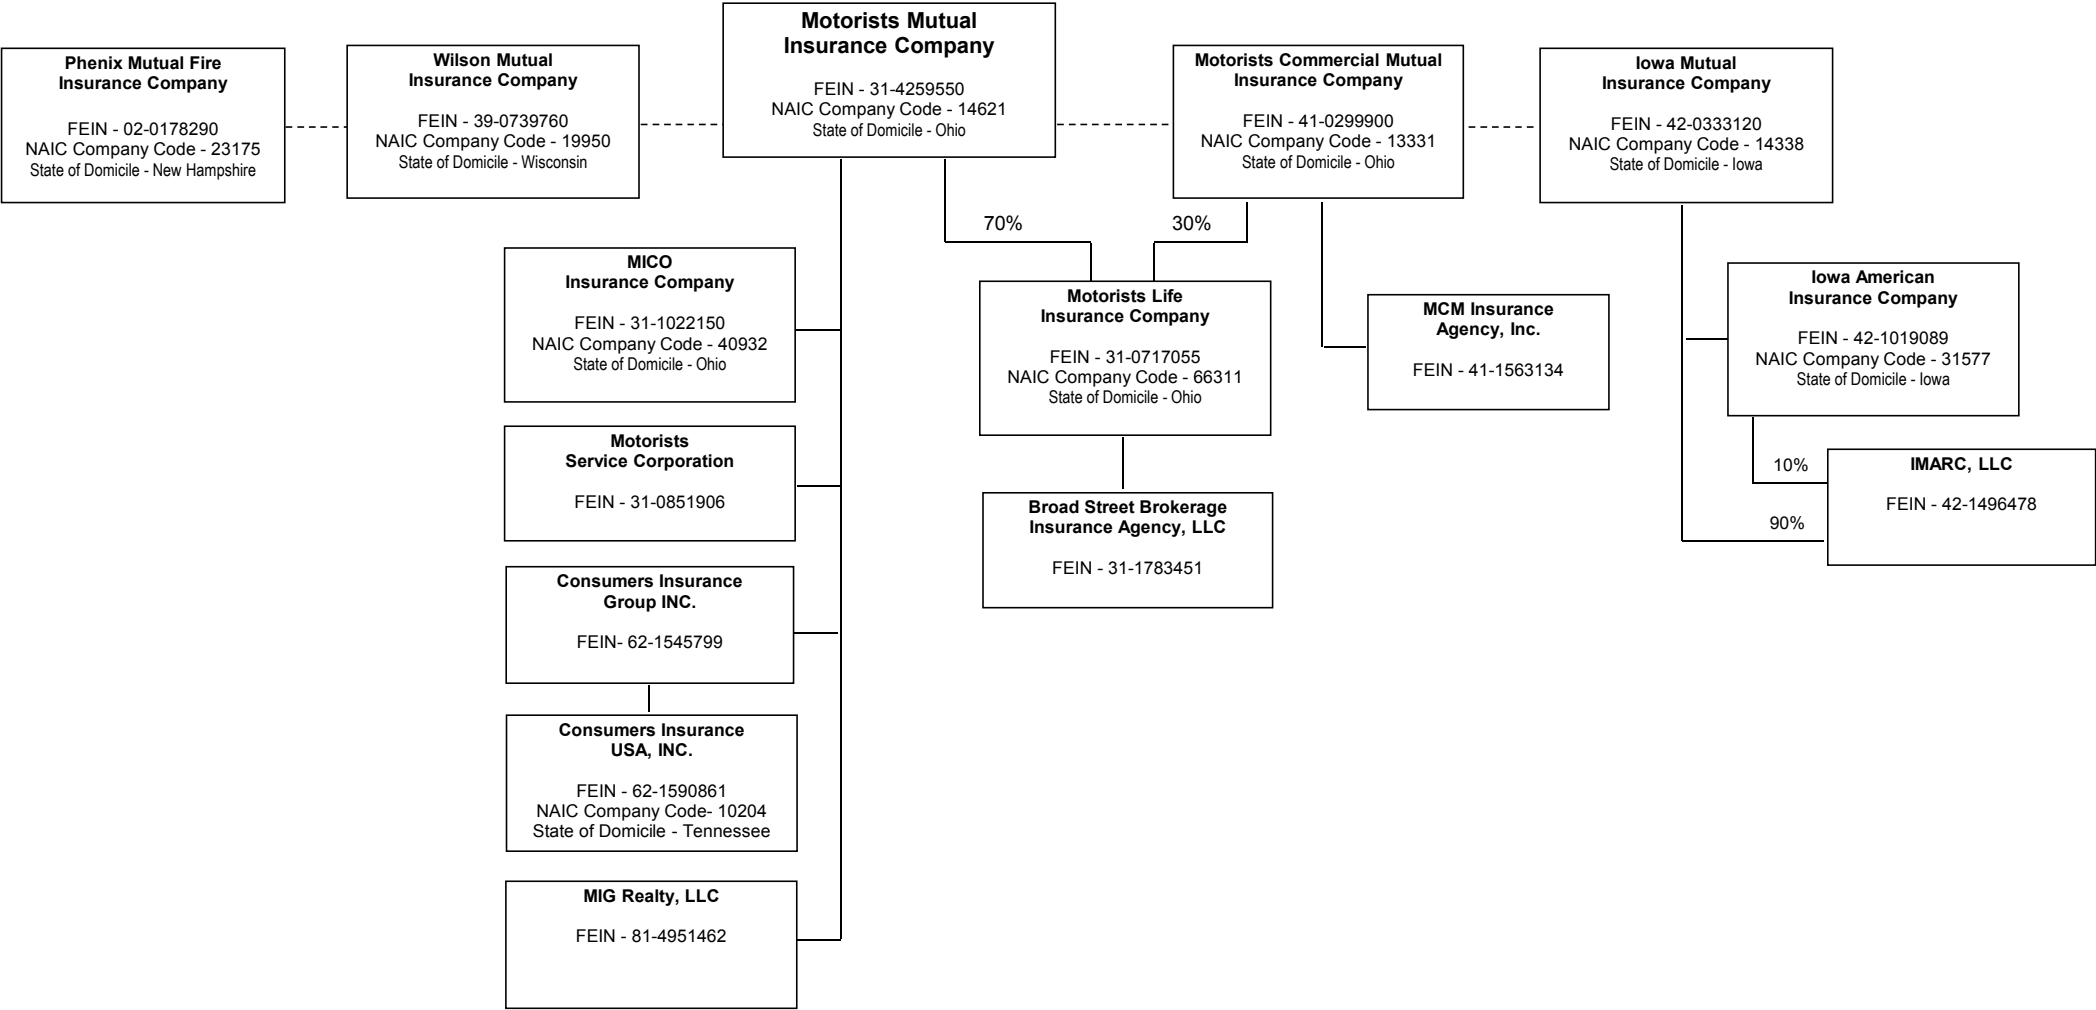 Motorists Mutual
Insurance Company
FEIN - 31-4259550
NAIC Company Code - 14621
State of Domicile - Ohio
Phenix Mutual Fire
Insurance Company
FEIN - 02-0178290
NAIC Company Code - 23175
State of Domicile - New Hampshire
Wilson Mutual
Insurance Company
FEIN - 39-0739760
NAIC Company Code - 19950
State of Domicile - Wisconsin
Motorists Commercial Mutual
Insurance Company
FEIN - 41-0299900
NAIC Company Code - 13331
State of Domicile - Ohio
Iowa Mutual
Insurance Company
FEIN - 42-0333120
NAIC Company Code - 14338
State of Domicile - Iowa
70%
30%
MICO
Insurance Company
FEIN - 31-1022150
NAIC Company Code - 40932
State of Domicile - Ohio
Motorists Life
Insurance Company
FEIN - 31-0717055
NAIC Company Code - 66311
State of Domicile - Ohio
MCM Insurance
Agency, Inc.
FEIN - 41-1563134
Iowa American
Insurance Company
FEIN - 42-1019089
NAIC Company Code - 31577
State of Domicile - Iowa
Motorists
Service Corporation
FEIN - 31-0851906
Broad Street Brokerage
Insurance Agency, LLC
FEIN - 31-1783451
10%
90%
IMARC, LLC
FEIN - 42-1496478
Consumers Insurance
Group INC.
FEIN- 62-1545799
Consumers Insurance
USA, INC.
FEIN - 62-1590861
NAIC Company Code- 10204
State of Domicile - Tennessee
MIG Realty, LLC
FEIN - 81-4951462